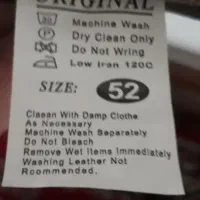 ORIGINAL
Machine Wash
Dry Clean Only
Do Not Wring
Low Iron 120C
SIZE: 52
Clean With Damp Clothe
As Necessary
Machine Wash Separately
Do Not Bleach
Remove Wet Items Immediately
Washing Leather Not
Rcommended.